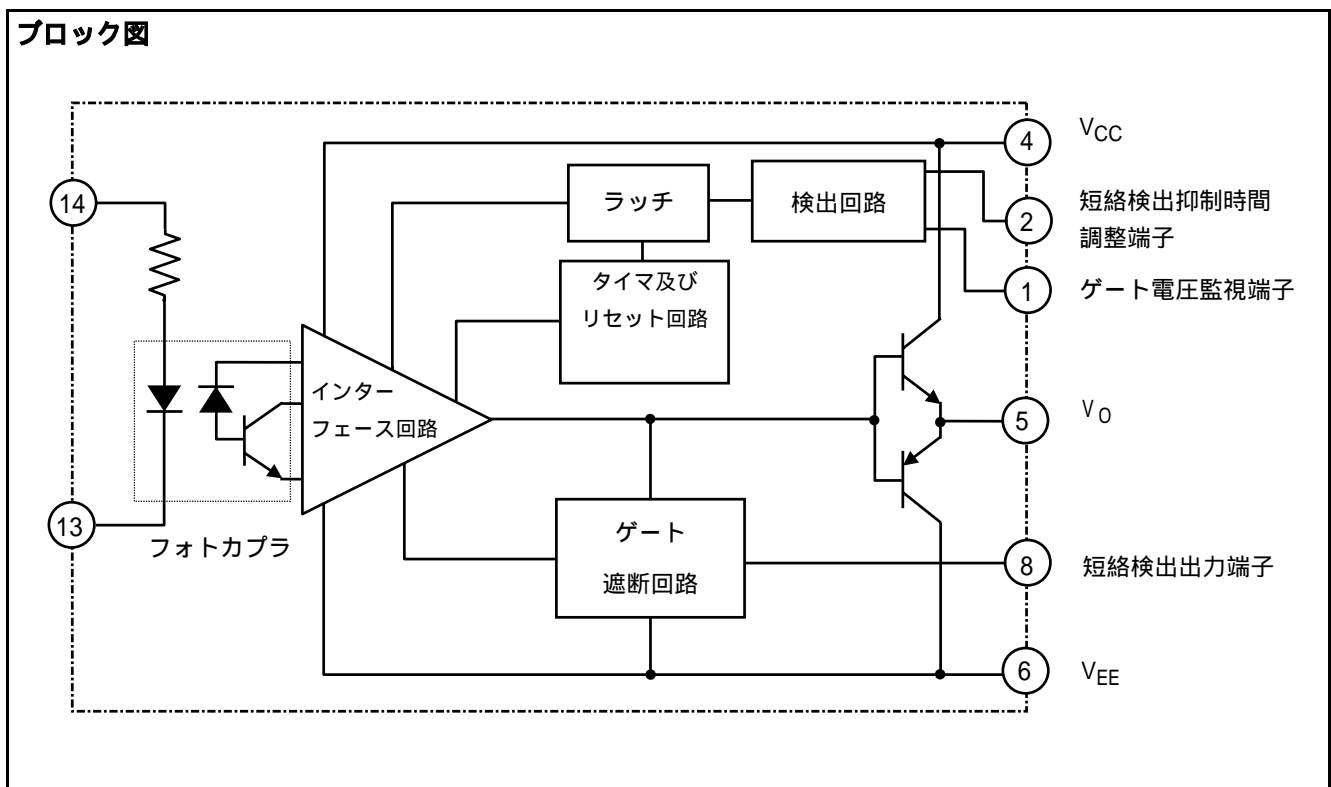 ブロック図
4
VCC
14
ラッチ
検出回路
2
短絡検出抑制時間
調整端子
タイマ及び
リセット回路
1
ゲート電圧監視端子
インター
フェース回路
5
VO
13
フォトカプラ
ゲート
遮断回路
8
短絡検出出力端子
6
VEE